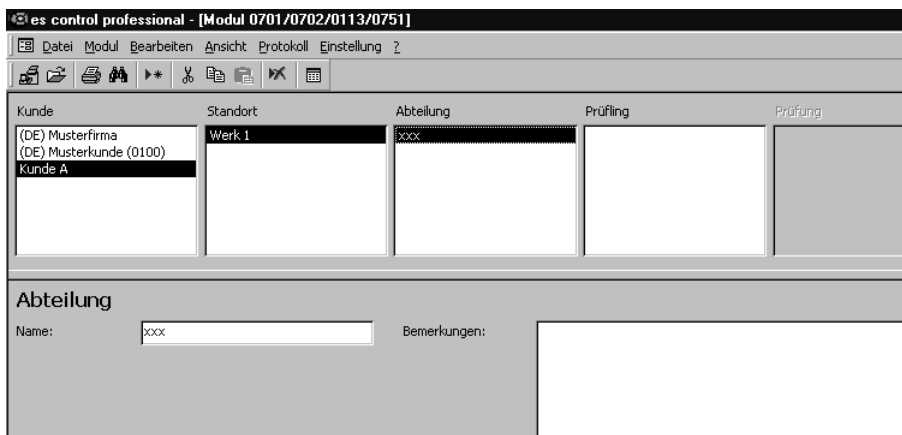 es control professional - [Modul 0701/0702/0113/0751]
Datei Modul Bearbeiten Ansicht Protokoll Einstellung ?
Kunde Standort Abteilung Prüfling Prüfung
(DE) Musterfirma Werk 1 xxx
(DE) Musterkunde (0100)
Kunde A
Abteilung
Name: xxx Bemerkungen: